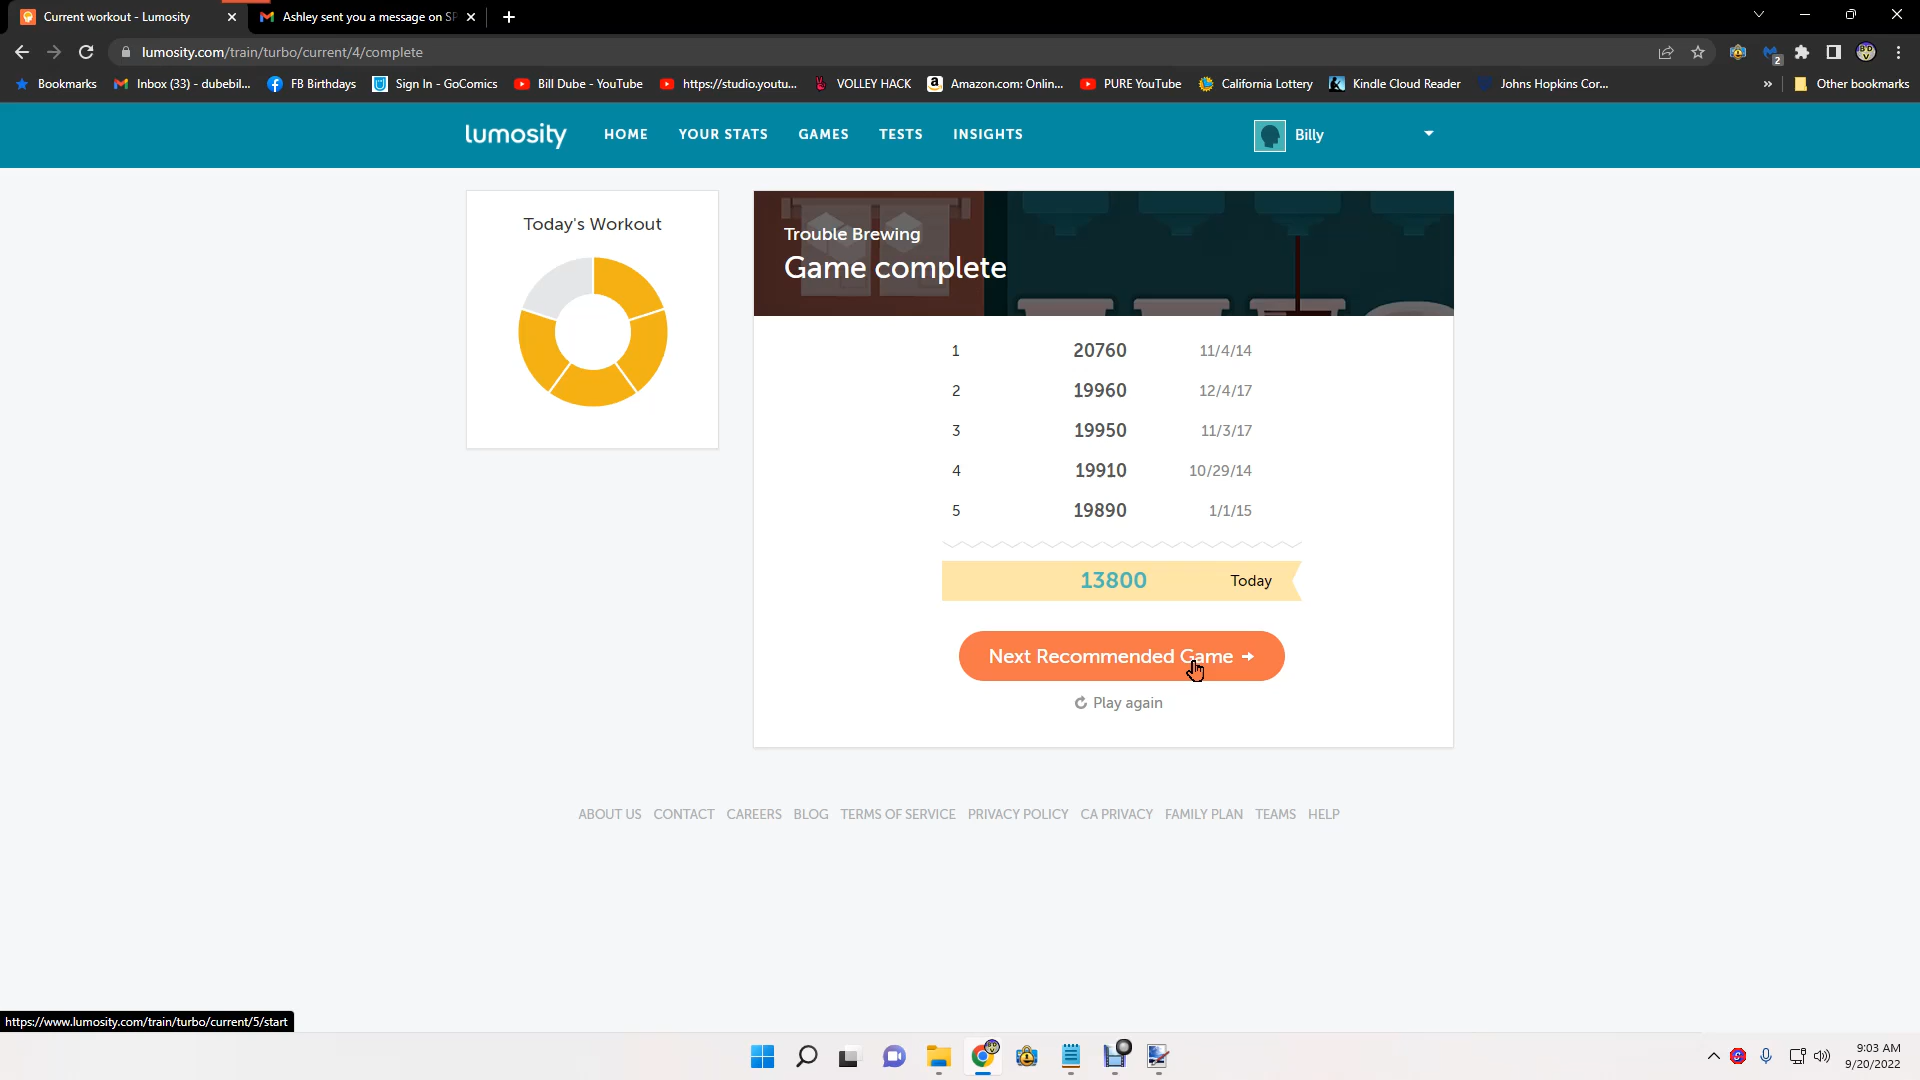 Current workout - Lumosity
Ashley sent you a message on SP
lumosity.com/train/turbo/current/4/complete
2
Bookmarks
Inbox (33) - dubebil...
FB Birthdays
Sign In - GoComics
Bill Dube - YouTube
https://studio.youtu...
VOLLEY HACK
Amazon.com: Onlin...
PURE YouTube
California Lottery
Kindle Cloud Reader
Johns Hopkins Cor...
»
Other bookmarks
lumosity
HOME YOUR STATS GAMES TESTS INSIGHTS
Billy
Today's Workout
Trouble Brewing
Game complete
1 20760 11/4/14
2 19960 12/4/17
3 19950 11/3/17
4 19910 10/29/14
5 19890 1/1/15
13800 Today
Next Recommended Game →
Play again
ABOUT US CONTACT CAREERS BLOG TERMS OF SERVICE PRIVACY POLICY CA PRIVACY FAMILY PLAN TEAMS HELP
https://www.lumosity.com/train/turbo/current/5/start
9:03 AM
9/20/2022